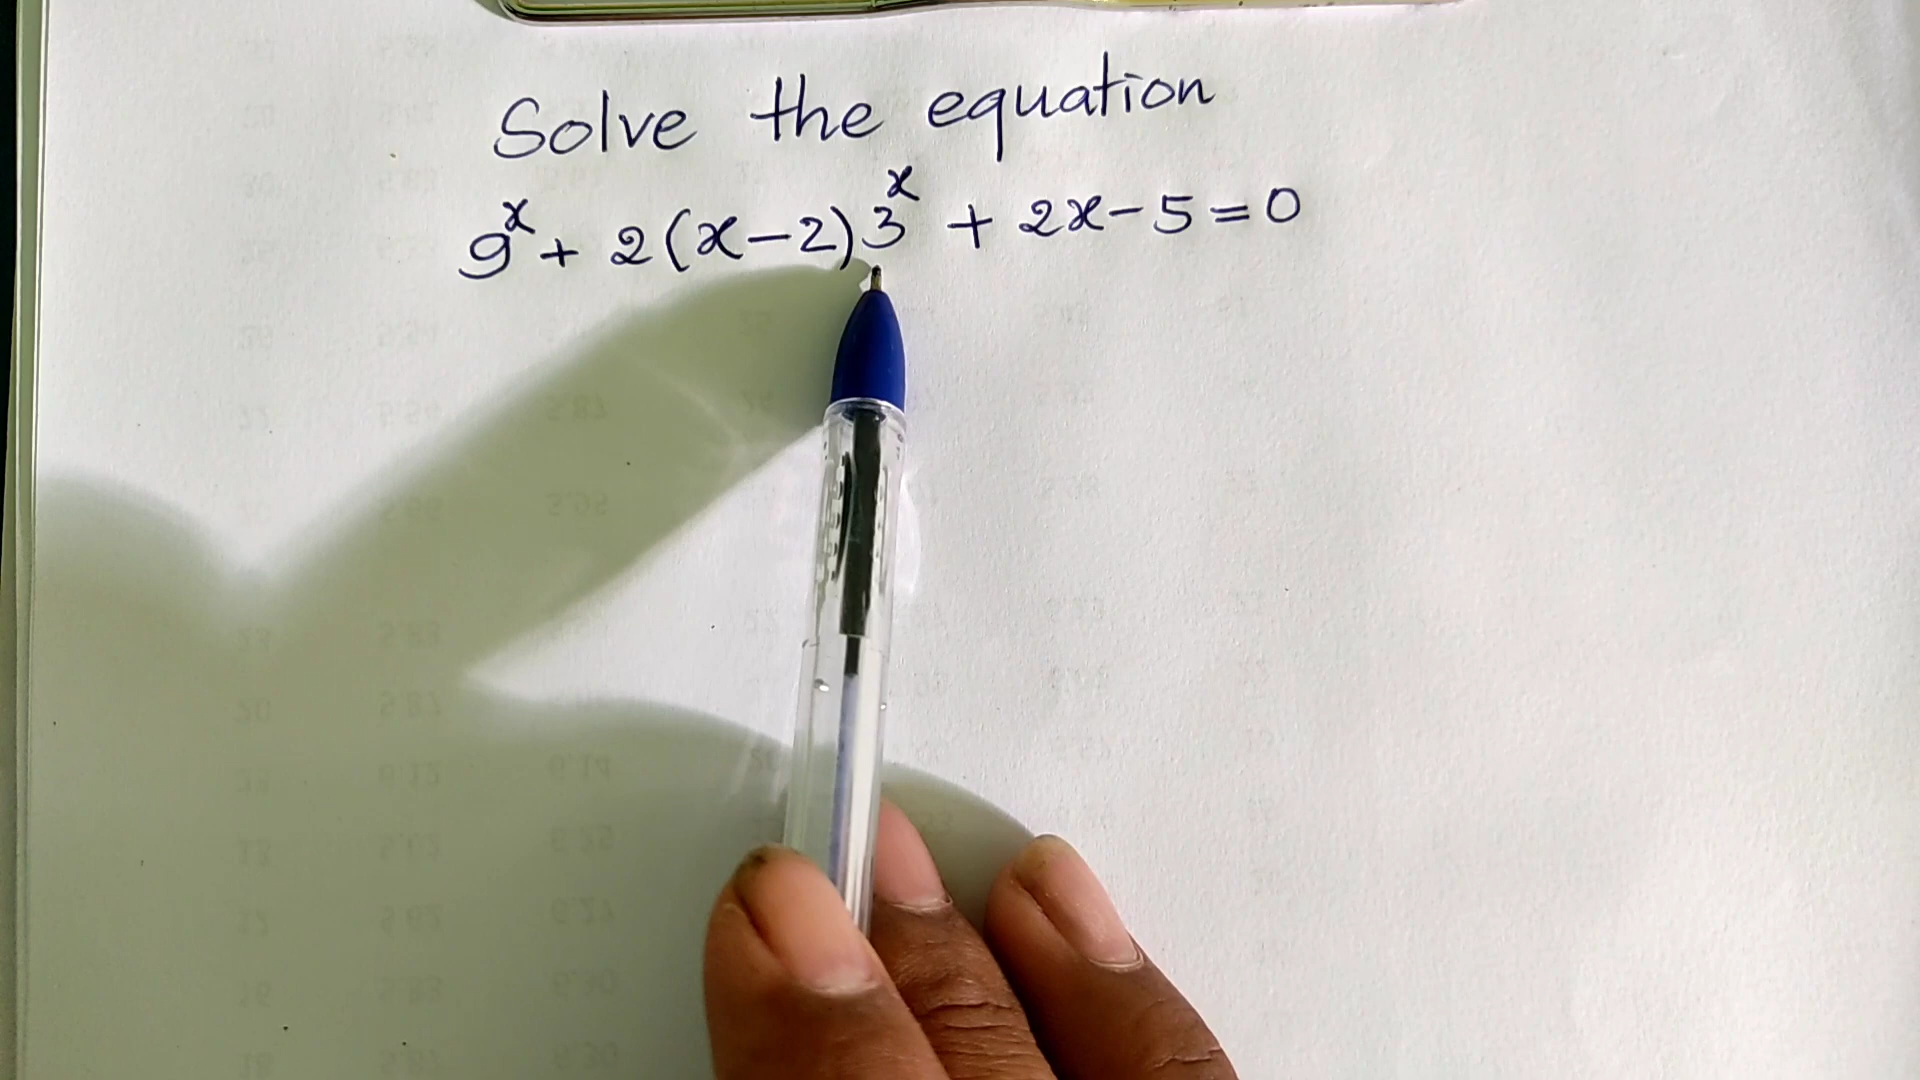 Solve the equation
9^x + 2(x-2)3^x + 2x-5=0